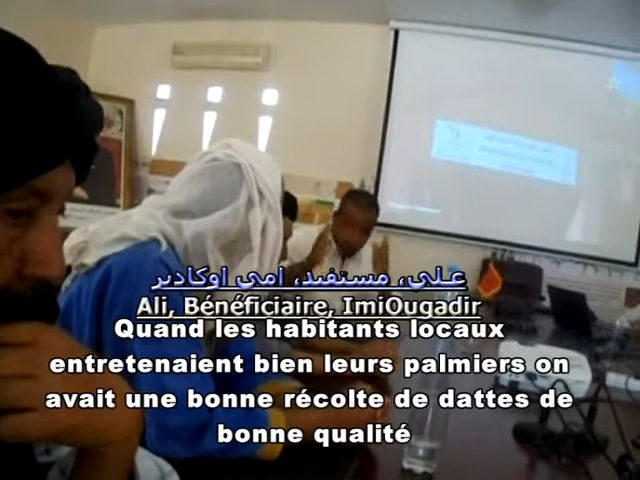 علي، مستفيد، امي اوكادير
Ali, Bénéficiaire, ImiOugadir
Quand les habitants locaux
entretenaient bien leurs palmiers on
avait une bonne récolte de dattes de
bonne qualité